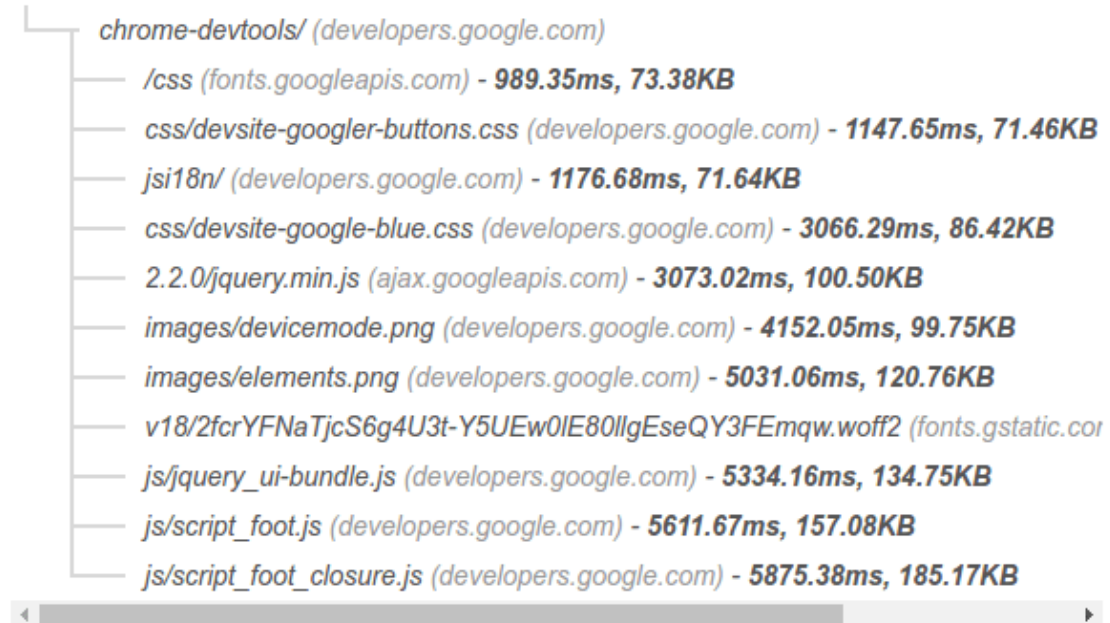 chrome-devtools/ (developers.google.com)
/css (fonts.googleapis.com) - 989.35ms, 73.38KB
css/devsite-googler-buttons.css (developers.google.com) - 1147.65ms, 71.46KB
jsi18n/ (developers.google.com) - 1176.68ms, 71.64KB
css/devsite-google-blue.css (developers.google.com) - 3066.29ms, 86.42KB
2.2.0/jquery.min.js (ajax.googleapis.com) - 3073.02ms, 100.50KB
images/devicemode.png (developers.google.com) - 4152.05ms, 99.75KB
images/elements.png (developers.google.com) - 5031.06ms, 120.76KB
v18/2fcrYFNaTjcS6g4U3t-Y5UEw0lE80llgEseQY3FEmqw.woff2 (fonts.gstatic.com
js/jquery_ui-bundle.js (developers.google.com) - 5334.16ms, 134.75KB
js/script_foot.js (developers.google.com) - 5611.67ms, 157.08KB
js/script_foot_closure.js (developers.google.com) - 5875.38ms, 185.17KB